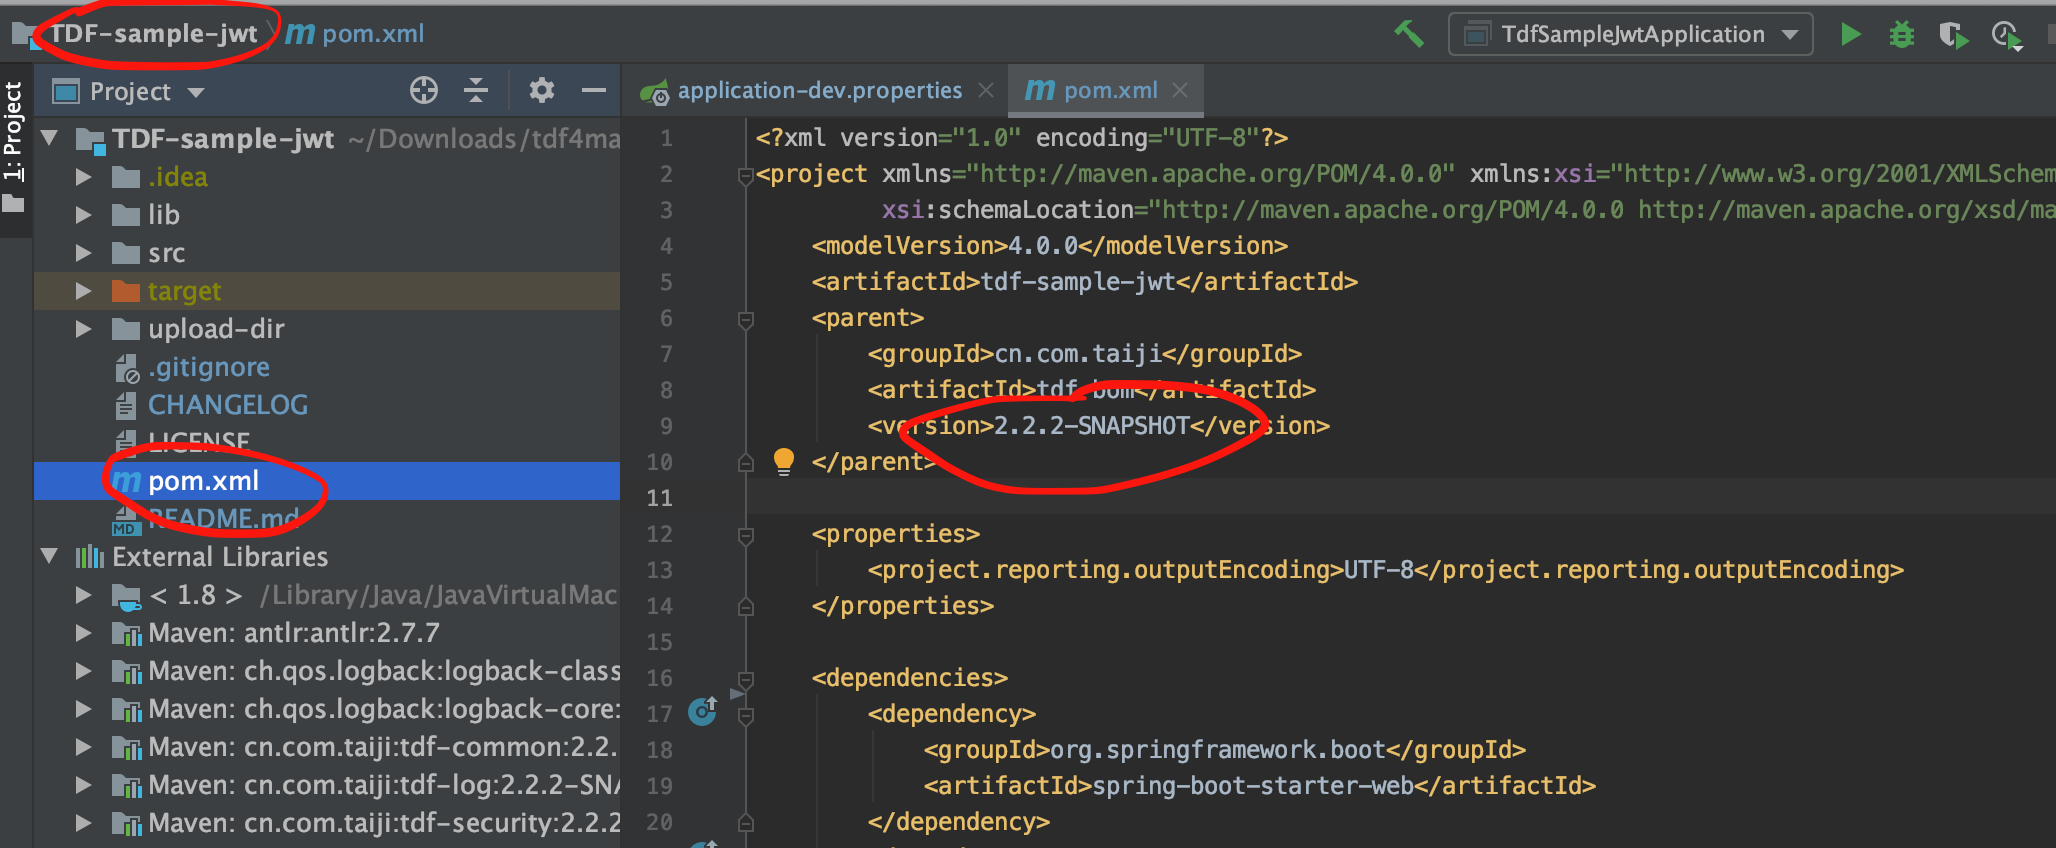 TDF-sample-jwt pom.xml
TdfSampleJwtApplication
1: Project
Project
application-dev.properties
pom.xml
TDF-sample-jwt ~/Downloads/tdf4ma
.idea
lib
src
target
upload-dir
.gitignore
CHANGELOG
LICENSE
pom.xml
README.md
External Libraries
< 1.8 > /Library/Java/JavaVirtualMac
Maven: antlr:antlr:2.7.7
Maven: ch.qos.logback:logback-class
Maven: ch.qos.logback:logback-core:
Maven: cn.com.taiji:tdf-common:2.2.
Maven: cn.com.taiji:tdf-log:2.2.2-SNA
Maven: cn.com.taiji:tdf-security:2.2.2
1 <?xml version="1.0" encoding="UTF-8"?>
2 <project xmlns="http://maven.apache.org/POM/4.0.0" xmlns:xsi="http://www.w3.org/2001/XMLSchem
3 xsi:schemaLocation="http://maven.apache.org/POM/4.0.0 http://maven.apache.org/xsd/ma
4 <modelVersion>4.0.0</modelVersion>
5 <artifactId>tdf-sample-jwt</artifactId>
6 <parent>
7 <groupId>cn.com.taiji</groupId>
8 <artifactId>tdf-bom</artifactId>
9 <version>2.2.2-SNAPSHOT</version>
10 </parent>
11
12 <properties>
13 <project.reporting.outputEncoding>UTF-8</project.reporting.outputEncoding>
14 </properties>
15
16 <dependencies>
17 <dependency>
18 <groupId>org.springframework.boot</groupId>
19 <artifactId>spring-boot-starter-web</artifactId>
20 </dependency>